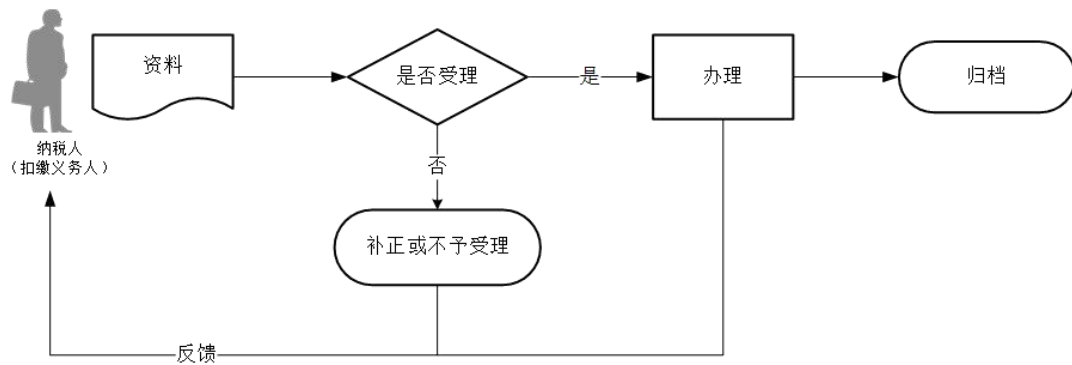 资料
是否受理
是
办理
归档
纳税人
（扣缴义务人）
否
补正或不予受理
反馈